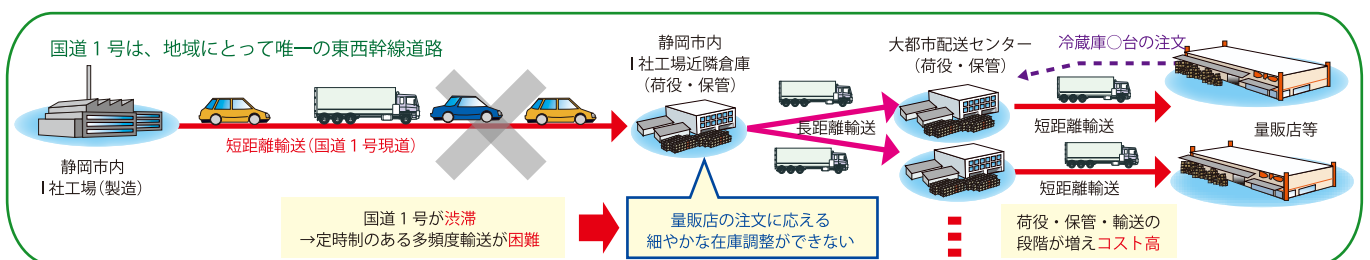 国道１号は、地域にとって唯一の東西幹線道路
静岡市内
Ｉ社工場（製造）
短距離輸送（国道１号現道）
国道１号が渋滞
→定時制のある多頻度輸送が困難
静岡市内
Ｉ社工場近隣倉庫
（荷役・保管）
量販店の注文に応える
細やかな在庫調整ができない
長距離輸送
大都市配送センター
（荷役・保管）
冷蔵庫○台の注文
短距離輸送
量販店等
短距離輸送
荷役・保管・輸送の
段階が増えコスト高